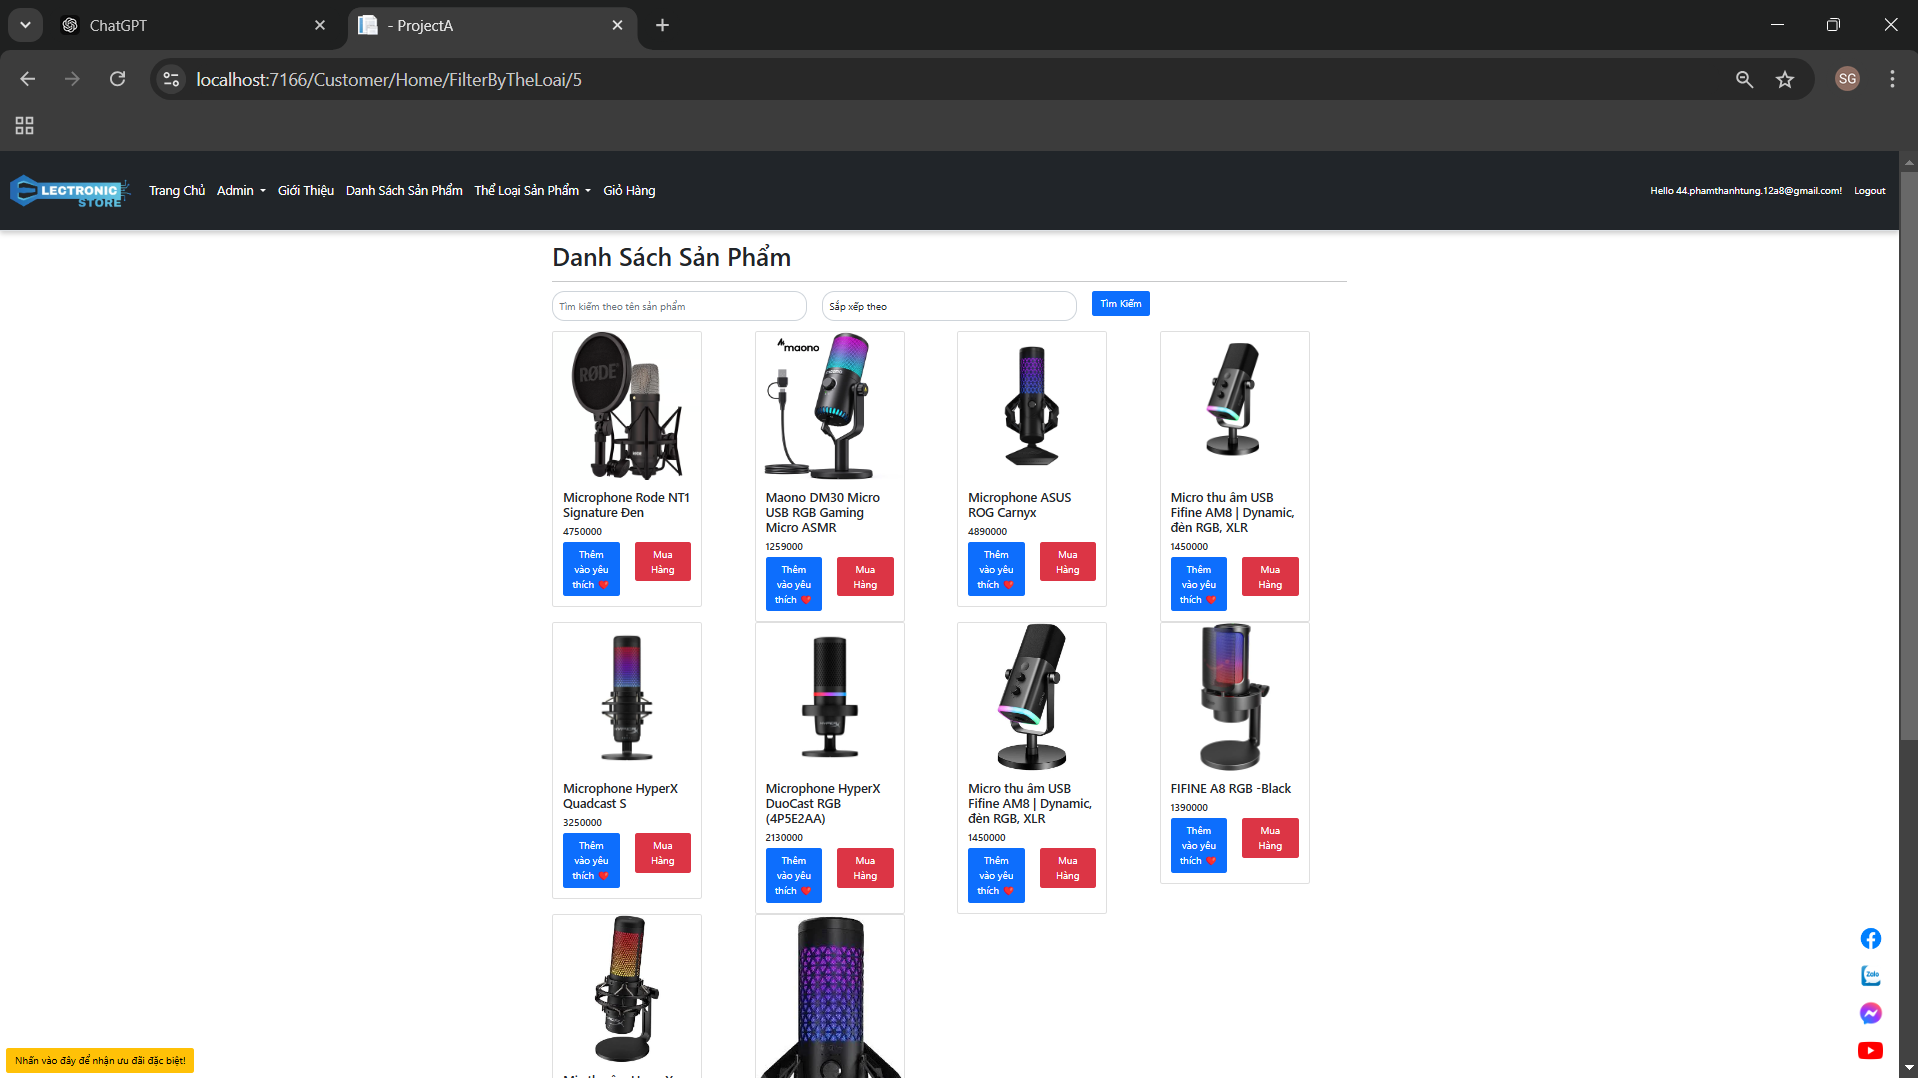 ChatGPT
- ProjectA
localhost:7166/Customer/Home/FilterByTheLoai/5
SG
ELECTRONIC
STORE
Trang Chủ Admin Giới Thiệu Danh Sách Sản Phẩm Thể Loại Sản Phẩm Giỏ Hàng
Hello 44.phamthanhtung.12a8@gmail.com! Logout
Danh Sách Sản Phẩm
Tìm kiếm theo tên sản phẩm
Sắp xếp theo
Tìm Kiếm
RØDE
Microphone Rode NT1
Signature Đen
4750000
Thêm
vào yêu
thích ❤️
Mua
Hàng
maono
Maono DM30 Micro
USB RGB Gaming
Micro ASMR
1259000
Thêm
vào yêu
thích ❤️
Mua
Hàng
Microphone ASUS
ROG Carnyx
4890000
Thêm
vào yêu
thích ❤️
Mua
Hàng
Micro thu âm USB
Fifine AM8 | Dynamic,
đèn RGB, XLR
1450000
Thêm
vào yêu
thích ❤️
Mua
Hàng
Microphone HyperX
Quadcast S
3250000
Thêm
vào yêu
thích ❤️
Mua
Hàng
Microphone HyperX
DuoCast RGB
(4P5E2AA)
2130000
Thêm
vào yêu
thích ❤️
Mua
Hàng
Micro thu âm USB
Fifine AM8 | Dynamic,
đèn RGB, XLR
1450000
Thêm
vào yêu
thích ❤️
Mua
Hàng
FIFINE A8 RGB -Black
1390000
Thêm
vào yêu
thích ❤️
Mua
Hàng
Zalo
Nhấn vào đây để nhận ưu đãi đặc biệt!